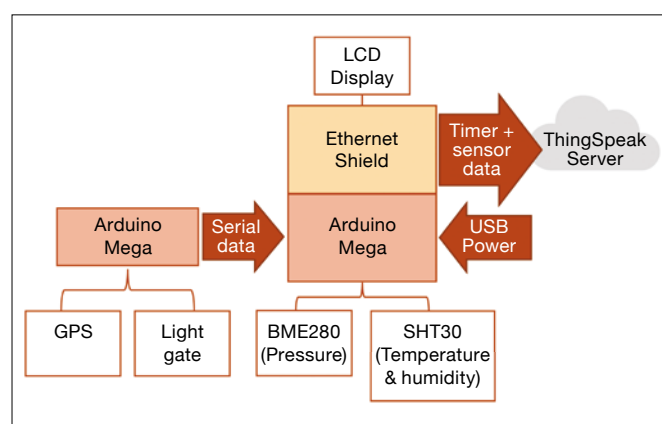 LCD
Display
Ethernet
Shield
Timer +
sensor
data
ThingSpeak
Server
Arduino
Mega
Serial
data
Arduino
Mega
USB
Power
GPS
Light
gate
BME280
(Pressure)
SHT30
(Temperature
& humidity)